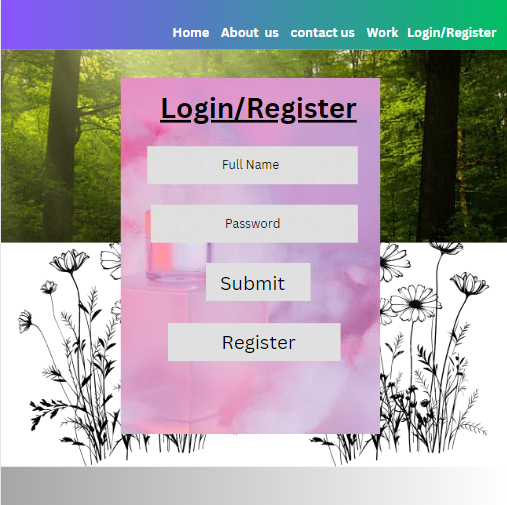 Home About us contact us Work Login/Register
Login/Register
Full Name
Password
Submit
Register